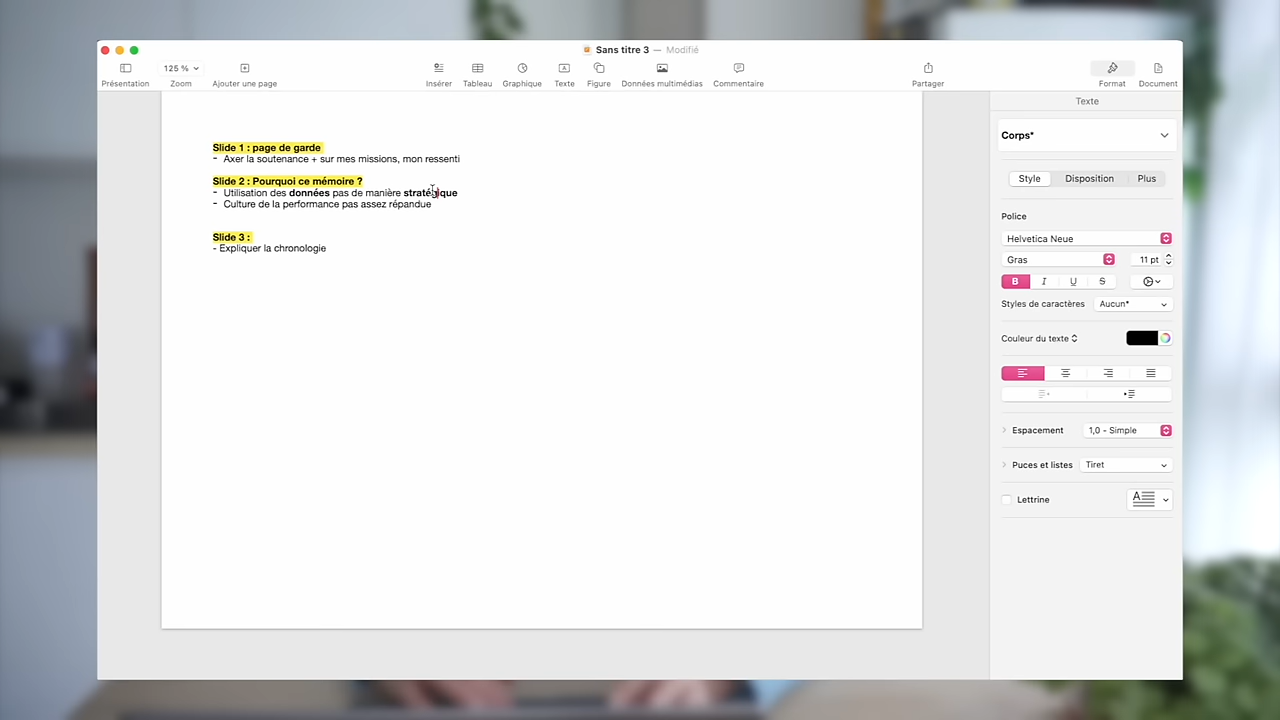 Sans titre 3 — Modifié
125 %
Présentation Zoom Ajouter une page Insérer Tableau Graphique Texte Figure Données multimédias Commentaire Partager Format Document
Texte
Slide 1 : page de garde
- Axer la soutenance + sur mes missions, mon ressenti
Slide 2 : Pourquoi ce mémoire ?
- Utilisation des données pas de manière stratégique
- Culture de la performance pas assez répandue
Slide 3 :
- Expliquer la chronologie
Corps*
Style Disposition Plus
Police
Helvetica Neue
Gras 11 pt
B I U S
Styles de caractères Aucun*
Couleur du texte
Espacement 1,0 - Simple
Puces et listes Tiret
Lettrine A